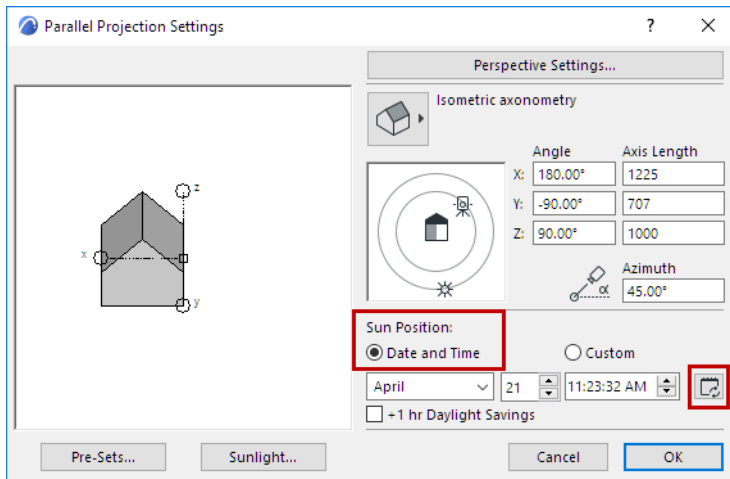 Parallel Projection Settings
?
Perspective Settings...
Isometric axonometry
Angle Axis Length
X: 180.00° 1225
Y: -90.00° 707
Z: 90.00° 1000
z
x
y
Azimuth
α 45.00°
Sun Position:
Date and Time Custom
April 21 11:23:32 AM
+1 hr Daylight Savings
Pre-Sets... Sunlight... Cancel OK